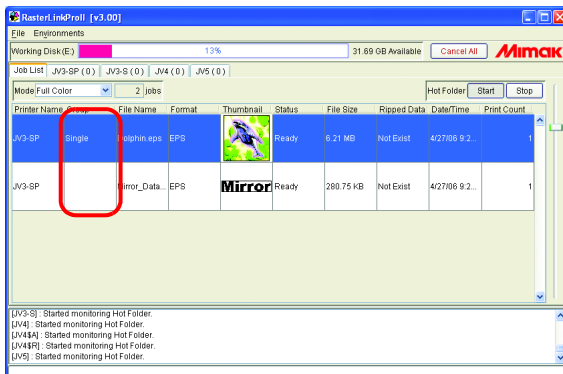 RasterLinkProII [v3.00]
File Environments
Working Disk(E:) 13% 31.69 GB Available Cancel All Mimaki
Job List JV3-SP ( 0 ) JV3-S ( 0 ) JV4 ( 0 ) JV5 ( 0 )
Mode Full Color 2 jobs Hot Folder Start Stop
Printer Name Group File Name Format Thumbnail Status File Size Ripped Data Date/Time Print Count
JV3-SP Single Dolphin.eps EPS Ready 6.21 MB Not Exist 4/27/06 9:2... 1
JV3-SP Mirror_Data... EPS Mirror Ready 280.75 KB Not Exist 4/27/06 9:2... 1
[JV3-S] : Started monitoring Hot Folder.
[JV4] : Started monitoring Hot Folder.
[JV4$A] : Started monitoring Hot Folder.
[JV4$R] : Started monitoring Hot Folder.
[JV5] : Started monitoring Hot Folder.